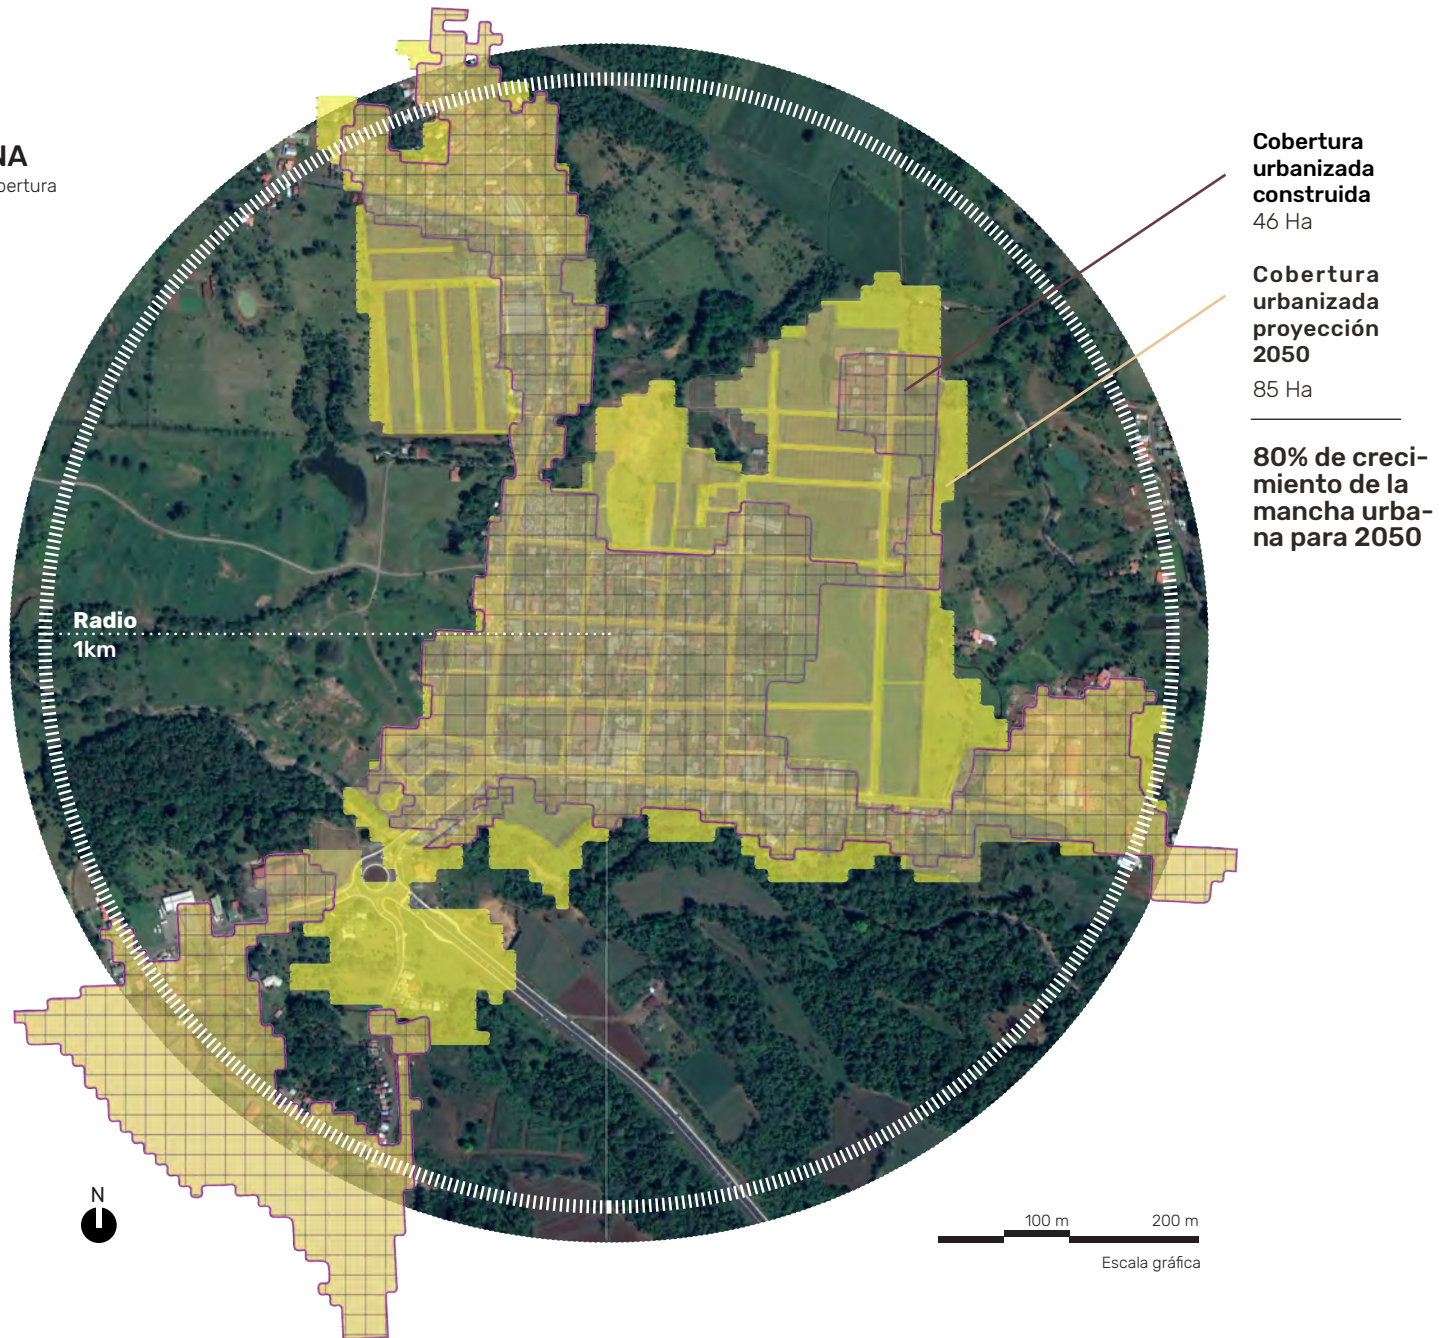 NA
obertura
Cobertura
urbanizada
construida
46 Ha
Cobertura
urbanizada
proyección
2050
85 Ha
80% de creci-
miento de la
mancha urba-
na para 2050
Radio
1km
N
100 m 200 m
Escala gráfica